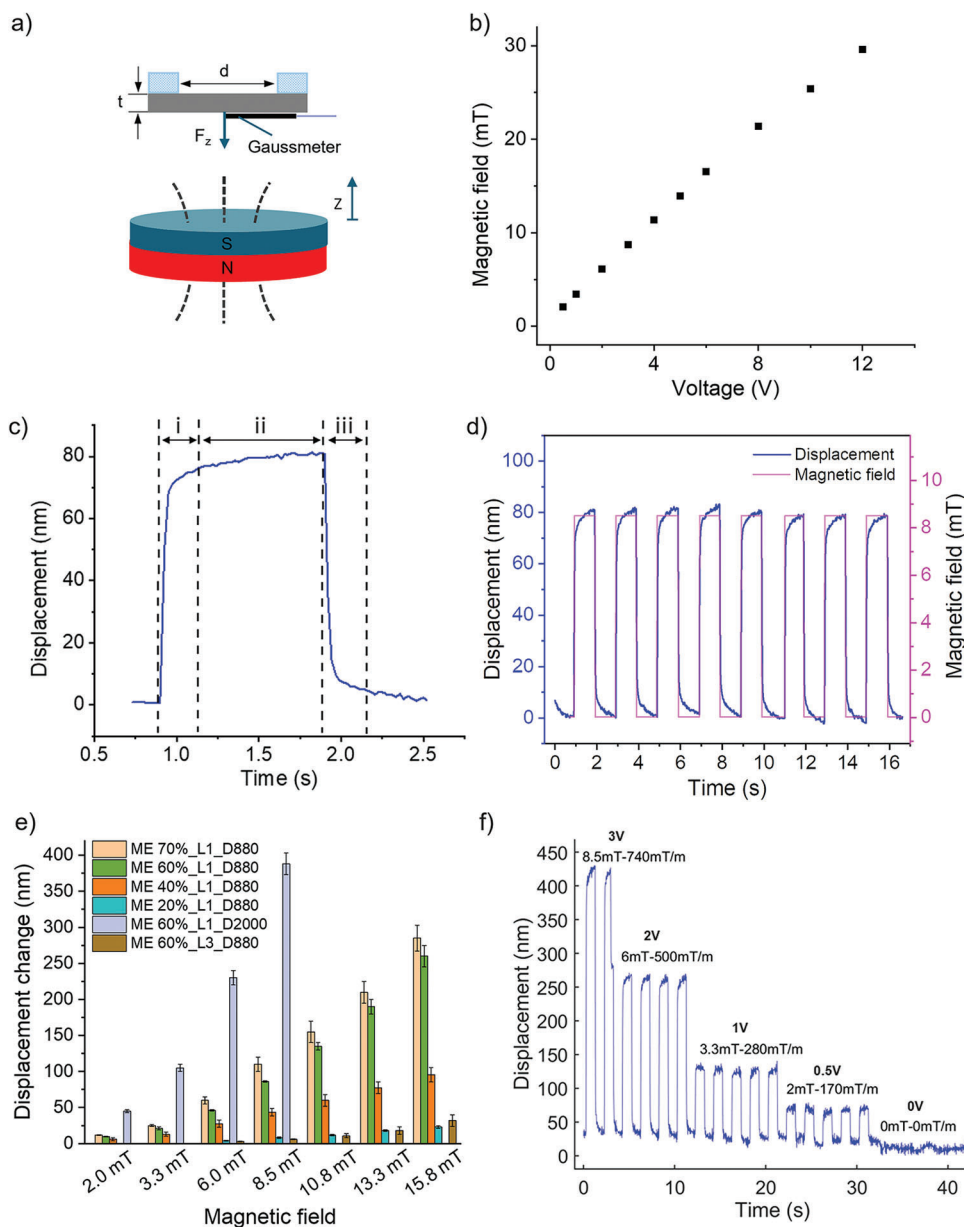 a)
d
t
F_z
Gaussmeter
Z
S
N
b)
30
20
10
0
Magnetic field (mT)
0
4
8
12
Voltage (V)
c)
i
ii
iii
80
60
40
20
0
Displacement (nm)
0.5
1.0
1.5
2.0
2.5
Time (s)
d)
Displacement
Magnetic field
100
80
60
40
20
0
Displacement (nm)
10
8
6
4
2
0
Magnetic field (mT)
0
2
4
6
8
10
12
14
16
Time (s)
e)
ME 70%_L1_D880
ME 60%_L1_D880
ME 40%_L1_D880
ME 20%_L1_D880
ME 60%_L1_D2000
ME 60%_L3_D880
400
350
300
250
200
150
100
50
0
Displacement change (nm)
2.0 mT
3.3 mT
6.0 mT
8.5 mT
10.8 mT
13.3 mT
15.8 mT
Magnetic field
f)
3V
8.5mT-740mT/m
2V
6mT-500mT/m
1V
3.3mT-280mT/m
0.5V
2mT-170mT/m
0V
0mT-0mT/m
450
400
350
300
250
200
150
100
50
0
Displacement (nm)
0
10
20
30
40
Time (s)